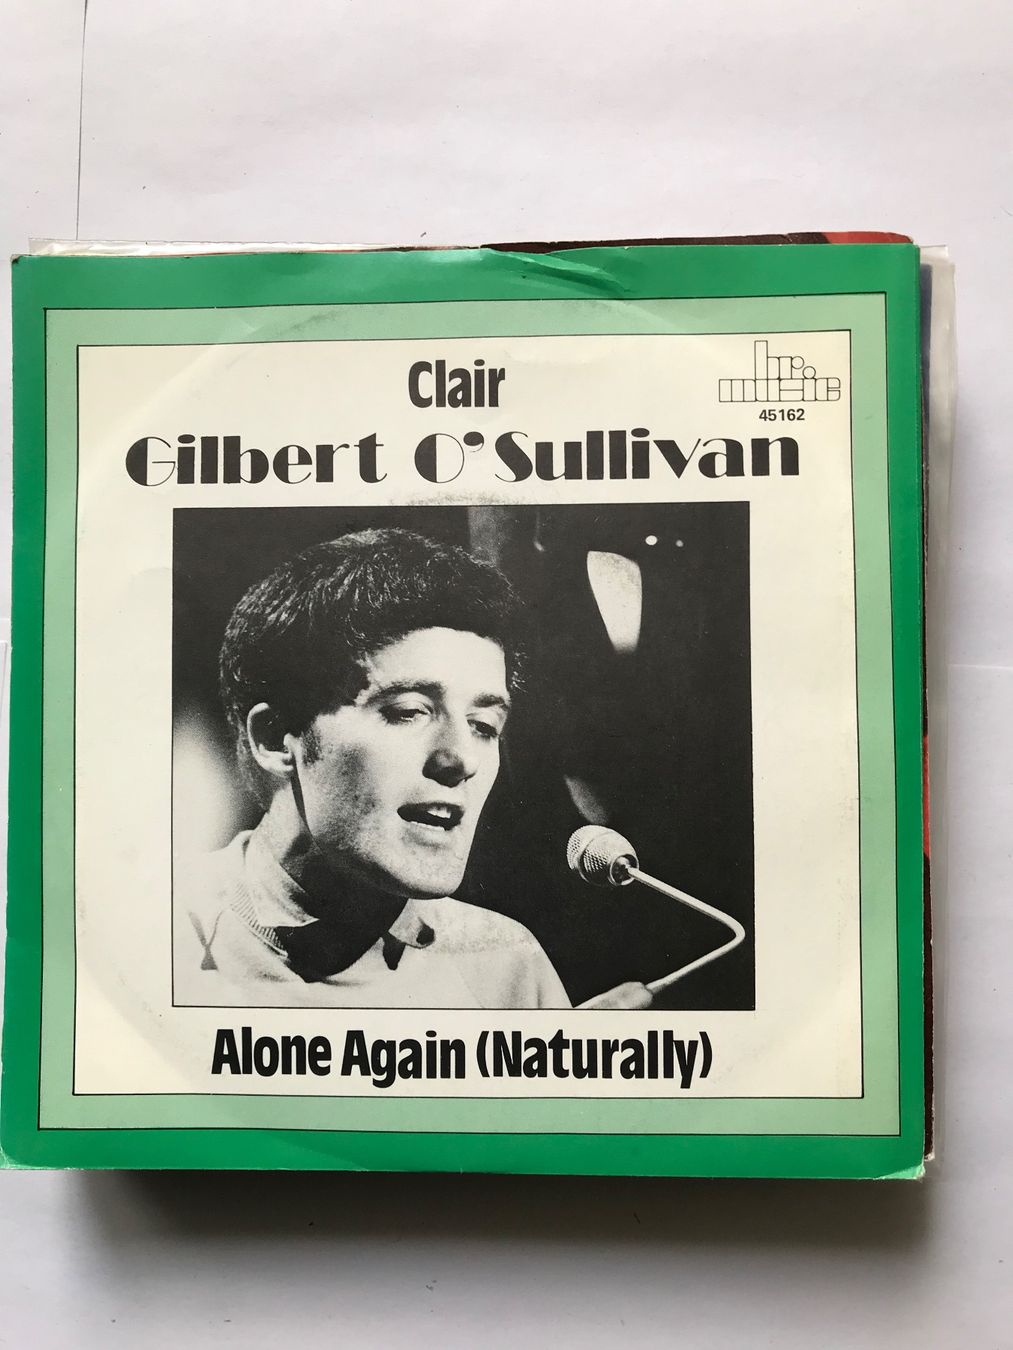 Clair
br. music
45162
Gilbert O'Sullivan
Alone Again (Naturally)